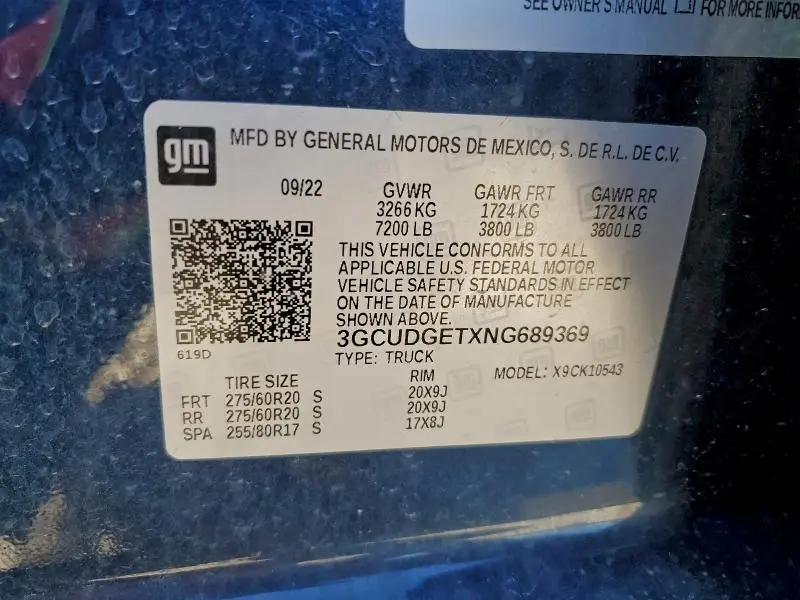 SEE OWNER'S MANUAL FOR MORE INFOR
gm
MFD BY GENERAL MOTORS DE MEXICO, S. DE R.L. DE C.V.
09/22 GVWR GAWR FRT GAWR RR
3266 KG 1724 KG 1724 KG
7200 LB 3800 LB 3800 LB
THIS VEHICLE CONFORMS TO ALL
APPLICABLE U.S. FEDERAL MOTOR
VEHICLE SAFETY STANDARDS IN EFFECT
ON THE DATE OF MANUFACTURE
SHOWN ABOVE.
3GCUDGETXNG689369
619D
TYPE: TRUCK
TIRE SIZE RIM MODEL: X9CK10543
FRT 275/60R20 S 20X9J
RR 275/60R20 S 20X9J
SPA 255/80R17 S 17X8J